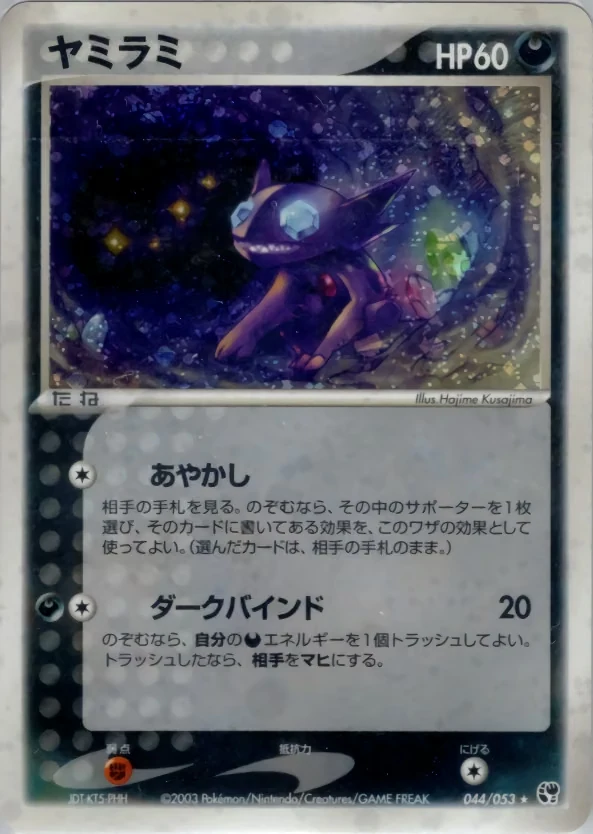 ヤミラミ HP60
たね Illus. Hajime Kusajima
あやかし
相手の手札を見る。のぞむなら、その中のサポーターを1枚
選び、そのカードに書いてある効果を、このワザの効果として
使ってよい。(選んだカードは、相手の手札のまま。)
ダークバインド 20
のぞむなら、自分のエネルギーを1個トラッシュしてよい。
トラッシュしたなら、相手をマヒにする。
弱点 抵抗力 にげる
JDT-KT5-PHH ©2003 Pokémon/Nintendo/Creatures/GAME FREAK 044/053 ★